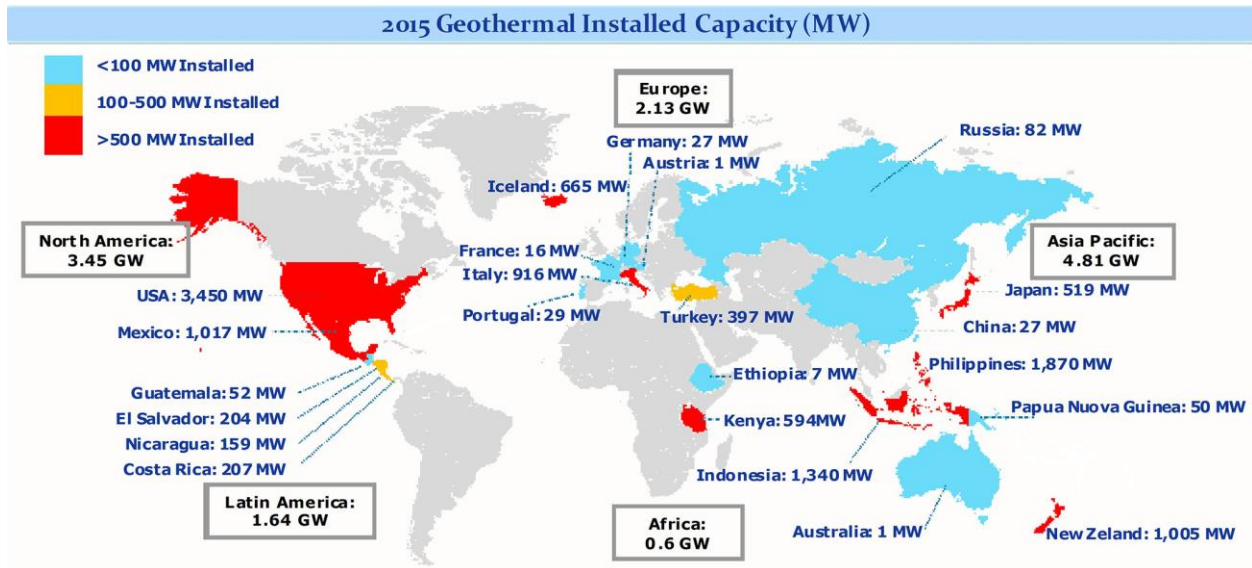 2015 Geothermal Installed Capacity (MW)
<100 MW Installed
100-500 MW Installed
>500 MW Installed
Europe:
2.13 GW
Germany: 27 MW
Austria: 1 MW
Russia: 82 MW
Iceland: 665 MW
North America:
3.45 GW
France: 16 MW
Italy: 916 MW
Asia Pacific:
4.81 GW
USA: 3,450 MW
Japan: 519 MW
Portugal: 29 MW
Turkey: 397 MW
Mexico: 1,017 MW
China: 27 MW
Philippines: 1,870 MW
Ethiopia: 7 MW
Guatemala: 52 MW
El Salvador: 204 MW
Kenya: 594MW
Papua Nuova Guinea: 50 MW
Nicaragua: 159 MW
Costa Rica: 207 MW
Indonesia: 1,340 MW
Latin America:
1.64 GW
Africa:
0.6 GW
Australia: 1 MW
New Zeland: 1,005 MW